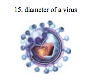 15. diameter of a virus